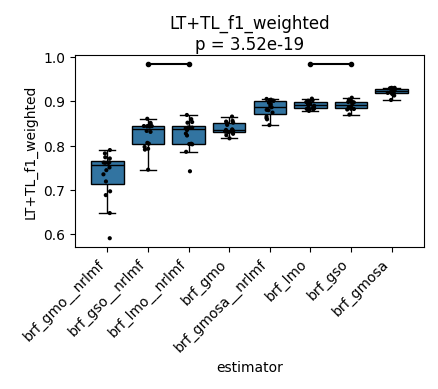 LT+TL_f1_weighted
p = 3.52e-19
LT+TL_f1_weighted
1.0
0.9
0.8
0.7
0.6
brf_gmo__nrlmf
brf_gso__nrlmf
brf_lmo__nrlmf
brf_gmo
brf_gmosa__nrlmf
brf_lmo
brf_gso
brf_gmosa
estimator